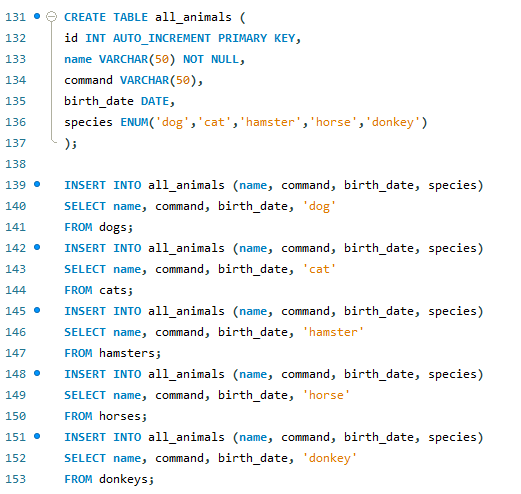 131 CREATE TABLE all_animals (
132 id INT AUTO_INCREMENT PRIMARY KEY,
133 name VARCHAR(50) NOT NULL,
134 command VARCHAR(50),
135 birth_date DATE,
136 species ENUM('dog','cat','hamster','horse','donkey')
137 );
138
139 INSERT INTO all_animals (name, command, birth_date, species)
140 SELECT name, command, birth_date, 'dog'
141 FROM dogs;
142 INSERT INTO all_animals (name, command, birth_date, species)
143 SELECT name, command, birth_date, 'cat'
144 FROM cats;
145 INSERT INTO all_animals (name, command, birth_date, species)
146 SELECT name, command, birth_date, 'hamster'
147 FROM hamsters;
148 INSERT INTO all_animals (name, command, birth_date, species)
149 SELECT name, command, birth_date, 'horse'
150 FROM horses;
151 INSERT INTO all_animals (name, command, birth_date, species)
152 SELECT name, command, birth_date, 'donkey'
153 FROM donkeys;